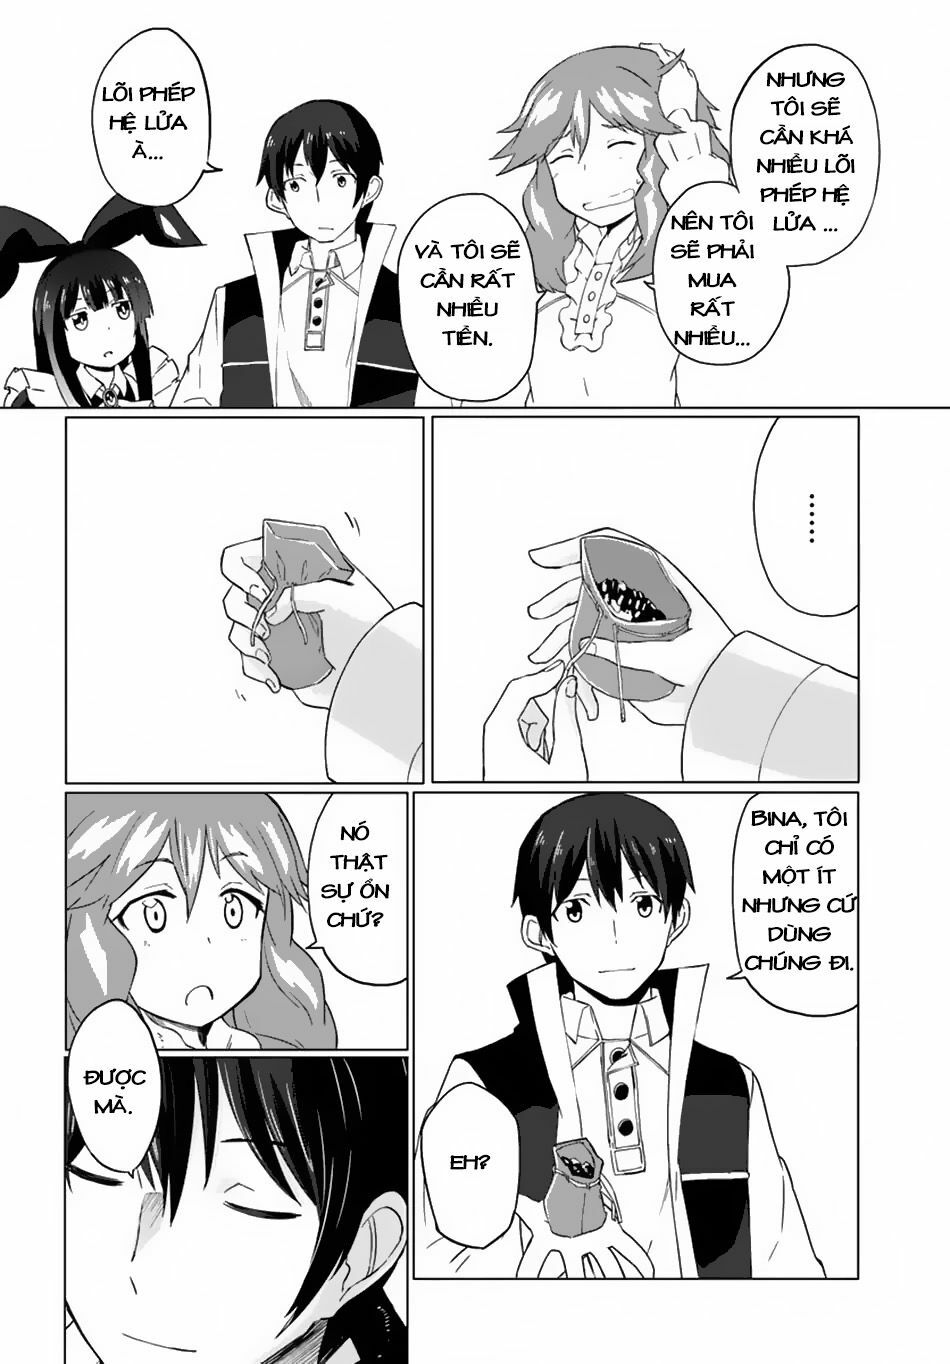 NHƯNG
TÔI SẼ
CẦN KHÁ
NHIỀU LÕI
PHÉP HỆ
LỬA ...
NÊN TÔI
SẼ PHẢI
MUA
RẤT
NHIỀU...
VÀ TÔI SẼ
CẦN RẤT
NHIỀU
TIỀN.
LÕI PHÉP
HỆ LỬA
À...
......
BINA, TÔI
CHỈ CÓ
MỘT ÍT
NHƯNG CỨ
DÙNG
CHÚNG ĐI.
EH?
NÓ
THẬT
SỰ ỔN
CHỨ?
ĐƯỢC
MÀ.